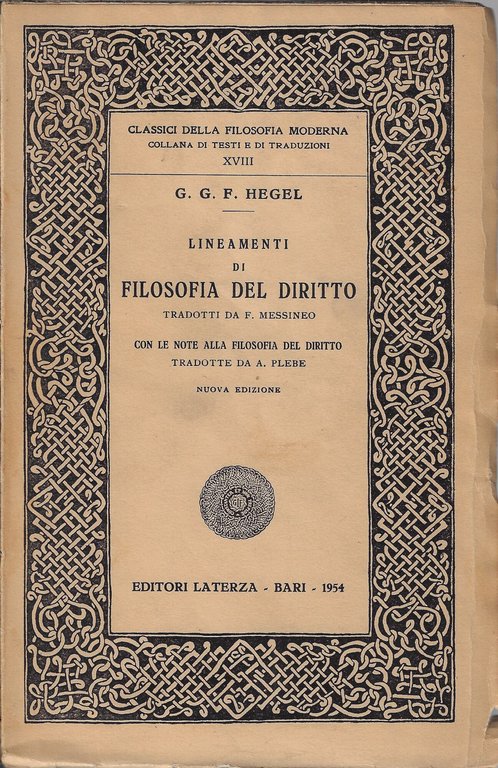 CLASSICI DELLA FILOSOFIA MODERNA
COLLANA DI TESTI E DI TRADUZIONI
XVIII
G. G. F. HEGEL
LINEAMENTI
DI
FILOSOFIA DEL DIRITTO
TRADOTTI DA F. MESSINEO
CON LE NOTE ALLA FILOSOFIA DEL DIRITTO
TRADOTTE DA A. PLEBE
NUOVA EDIZIONE
EDITORI LATERZA - BARI - 1954